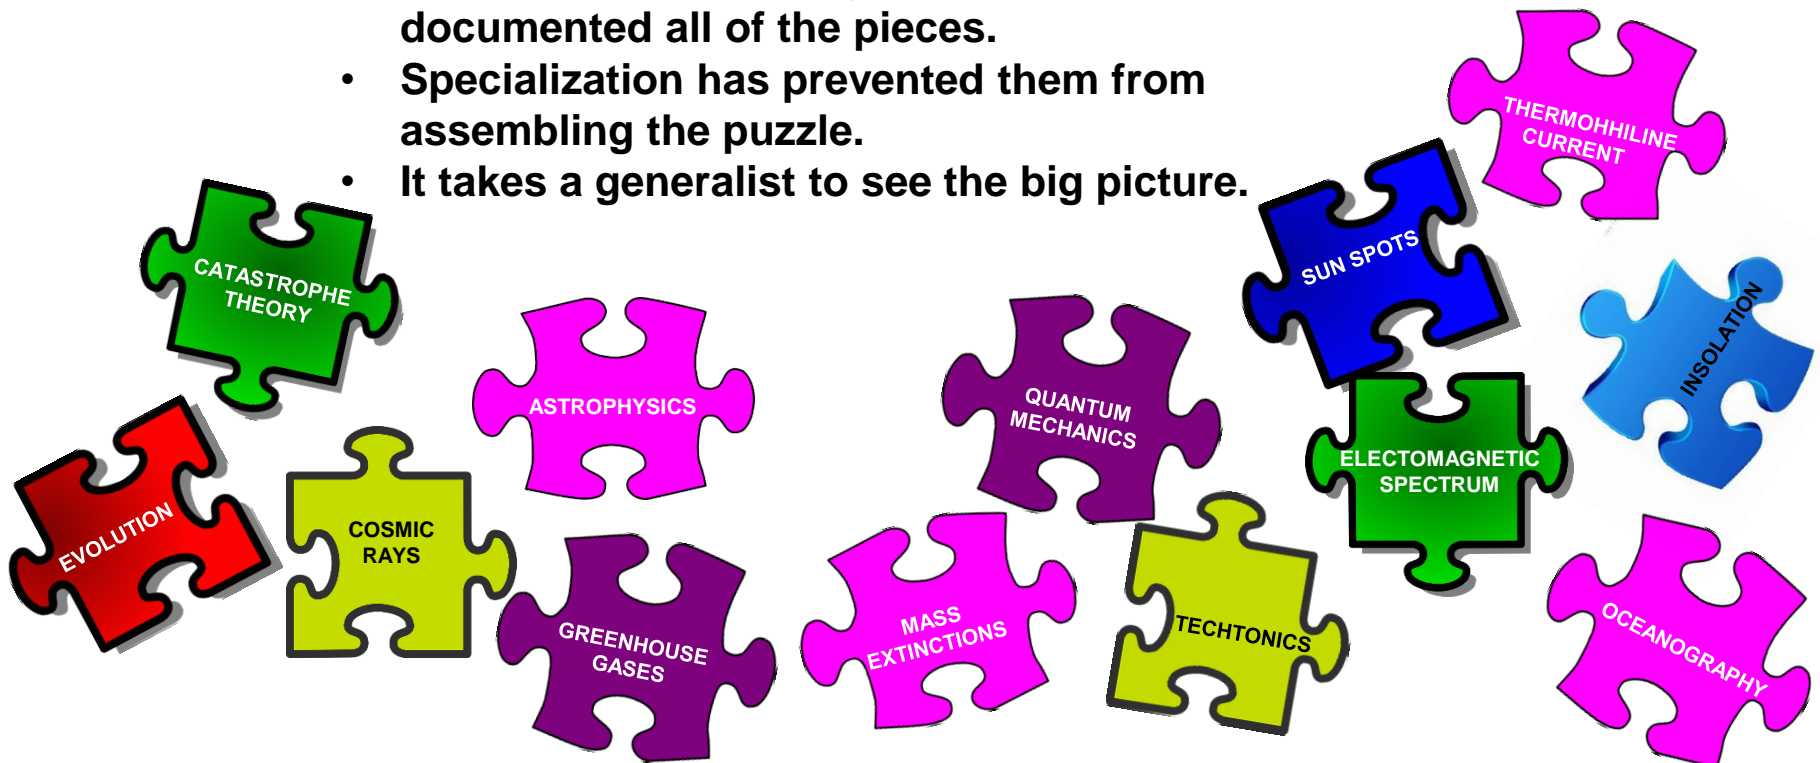 documented all of the pieces.
• Specialization has prevented them from
assembling the puzzle.
• It takes a generalist to see the big picture.
THERMOHHILINE
CURRENT
SUN SPOTS
CATASTROPHE
THEORY
INSOLATION
ASTROPHYSICS
QUANTUM
MECHANICS
ELECTOMAGNETIC
SPECTRUM
EVOLUTION
COSMIC
RAYS
GREENHOUSE
GASES
MASS
EXTINCTIONS
TECHTONICS
OCEANOGRAPHY